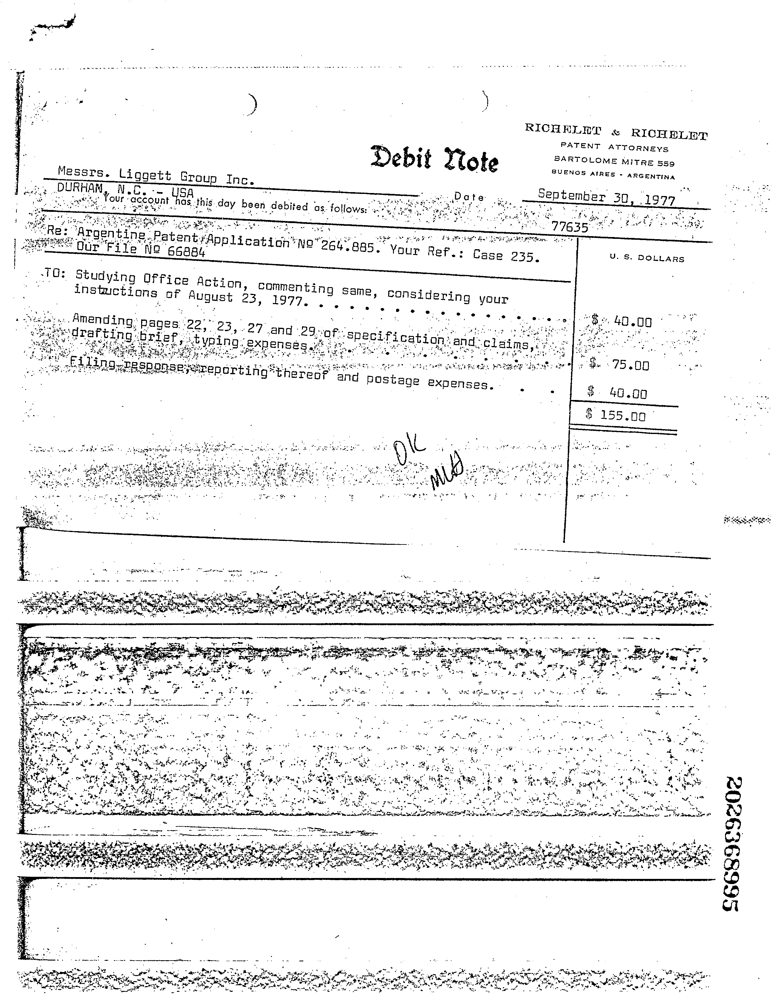 RICHELET & RICHELET
PATENT ATTORNEYS
BARTOLOME MITRE 559
BUENOS AIRES - ARGENTINA
Debit Note
Messrs. Liggett Group Inc.
DURHAM, N.C. - USA
Date
September 30, 1977
Your account has this day been debited as follows:
77635
Re: Argentine Patent Application Nº 264.885. Your Ref.: Case 235.
Our File Nº 66884
U. S. DOLLARS
TO: Studying Office Action, commenting same, considering your
instuctions of August 23, 1977. . . . . . . . . . . . . . . . $ 40.00
Amending pages 22, 23, 27 and 29 of specification and claims,
drafting brief, typing expenses. . . . . . . $ 75.00
Filing response, reporting thereof and postage expenses. . . $ 40.00
$ 155.00
OK
MLH
2026368995